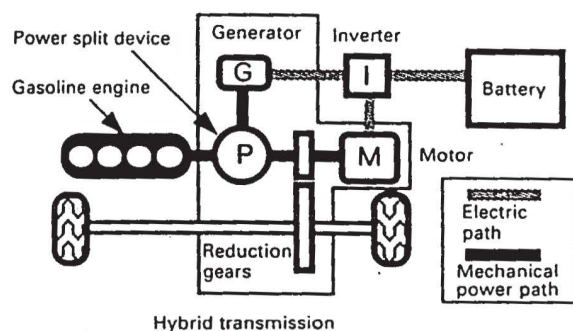 Generator
Inverter
Power split device
Gasoline engine
G
I
Battery
P
M
Motor
Reduction
gears
Electric
path
Mechanical
power path
Hybrid transmission